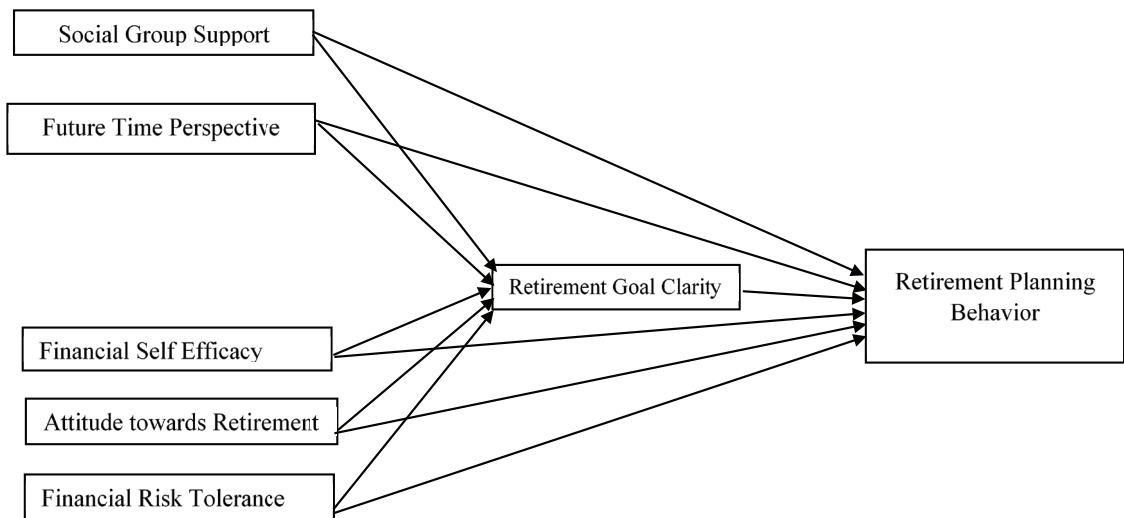 Social Group Support
Future Time Perspective
Retirement Goal Clarity
Retirement Planning
Behavior
Financial Self Efficacy
Attitude towards Retirement
Financial Risk Tolerance